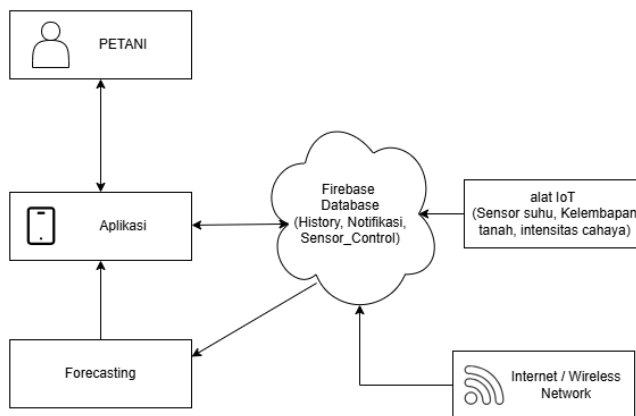 PETANI
Aplikasi
Firebase
Database
(History, Notifikasi,
Sensor_Control)
alat IoT
(Sensor suhu, Kelembapan
tanah, intensitas cahaya)
Forecasting
Internet / Wireless
Network